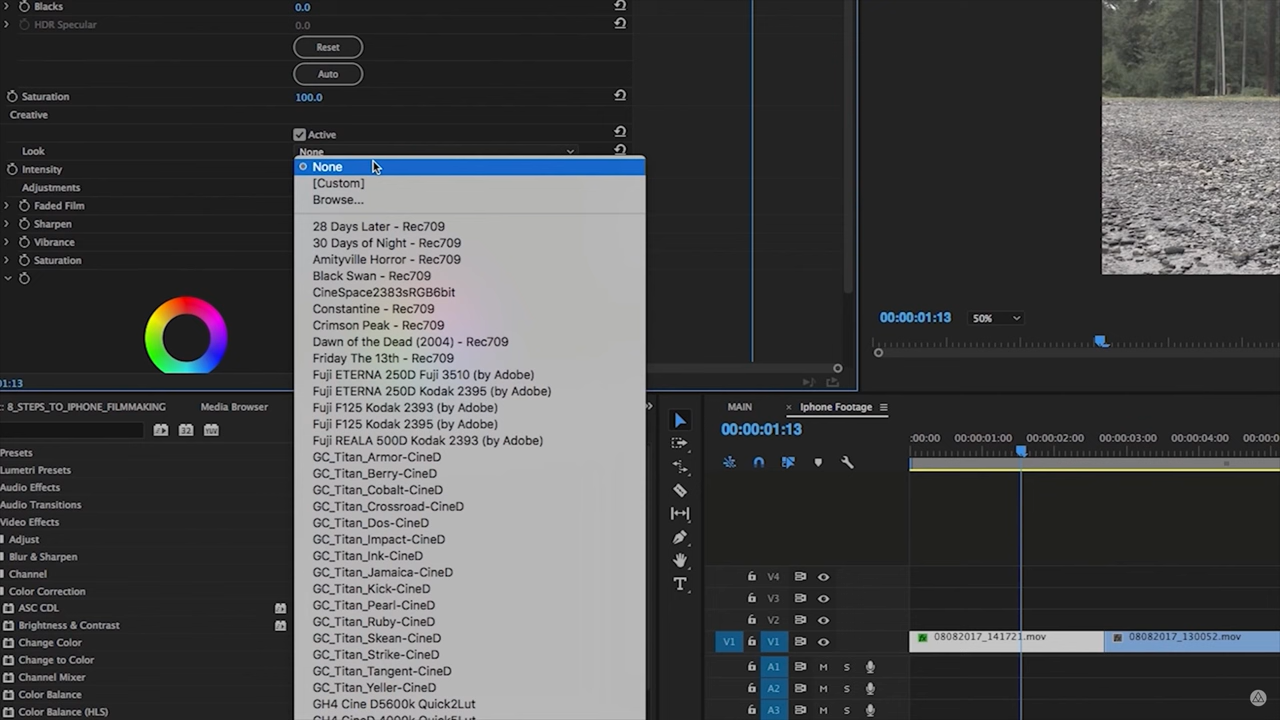 Blacks 0.0
HDR Specular 0.0
Reset
Auto
Saturation 100.0
Creative
Active
Look None
Intensity
Adjustments
Faded Film
Sharpen
Vibrance
Saturation
None
[Custom]
Browse...
28 Days Later - Rec709
30 Days of Night - Rec709
Amityville Horror - Rec709
Black Swan - Rec709
CineSpace2383sRGB6bit
Constantine - Rec709
Crimson Peak - Rec709
Dawn of the Dead (2004) - Rec709
Friday The 13th - Rec709
Fuji ETERNA 250D Fuji 3510 (by Adobe)
Fuji ETERNA 250D Kodak 2395 (by Adobe)
Fuji F125 Kodak 2393 (by Adobe)
Fuji F125 Kodak 2395 (by Adobe)
Fuji REALA 500D Kodak 2393 (by Adobe)
GC_Titan_Armor-CineD
GC_Titan_Berry-CineD
GC_Titan_Cobalt-CineD
GC_Titan_Crossroad-CineD
GC_Titan_Dos-CineD
GC_Titan_Impact-CineD
GC_Titan_Ink-CineD
GC_Titan_Jamaica-CineD
GC_Titan_Kick-CineD
GC_Titan_Pearl-CineD
GC_Titan_Ruby-CineD
GC_Titan_Skean-CineD
GC_Titan_Strike-CineD
GC_Titan_Tangent-CineD
GC_Titan_Yeller-CineD
GH4 Cine D5600k Quick2Lut
01:13
: 8_STEPS_TO_IPHONE_FILMMAKING Media Browser
32 YUV
Presets
Lumetri Presets
Audio Effects
Audio Transitions
Video Effects
Adjust
Blur & Sharpen
Channel
Color Correction
ASC CDL
Brightness & Contrast
Change Color
Change to Color
Channel Mixer
Color Balance
Color Balance (HLS)
00:00:01:13 50%
MAIN × Iphone Footage
00:00:01:13
:00:00 00:00:01:00 00:00:02:00 00:00:03:00 00:00:04:00 00:00:0
T
V4
V3
V2
V1 V1 08082017_141721.mov 08082017_130052.mov
A1 M S
A2 M S
A3 M S